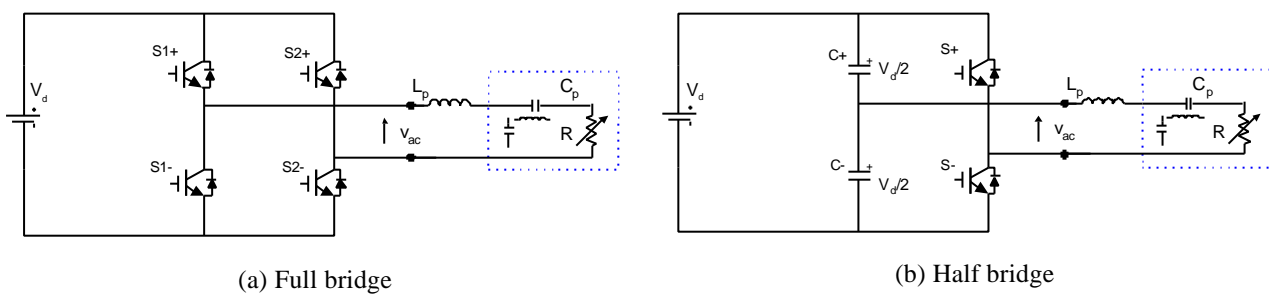 S1+
S2+
V_d
L_p
C_p
v_ac
R
S1-
S2-
(a) Full bridge
C+
V_d/2
S+
V_d
L_p
C_p
v_ac
R
C-
V_d/2
S-
(b) Half bridge